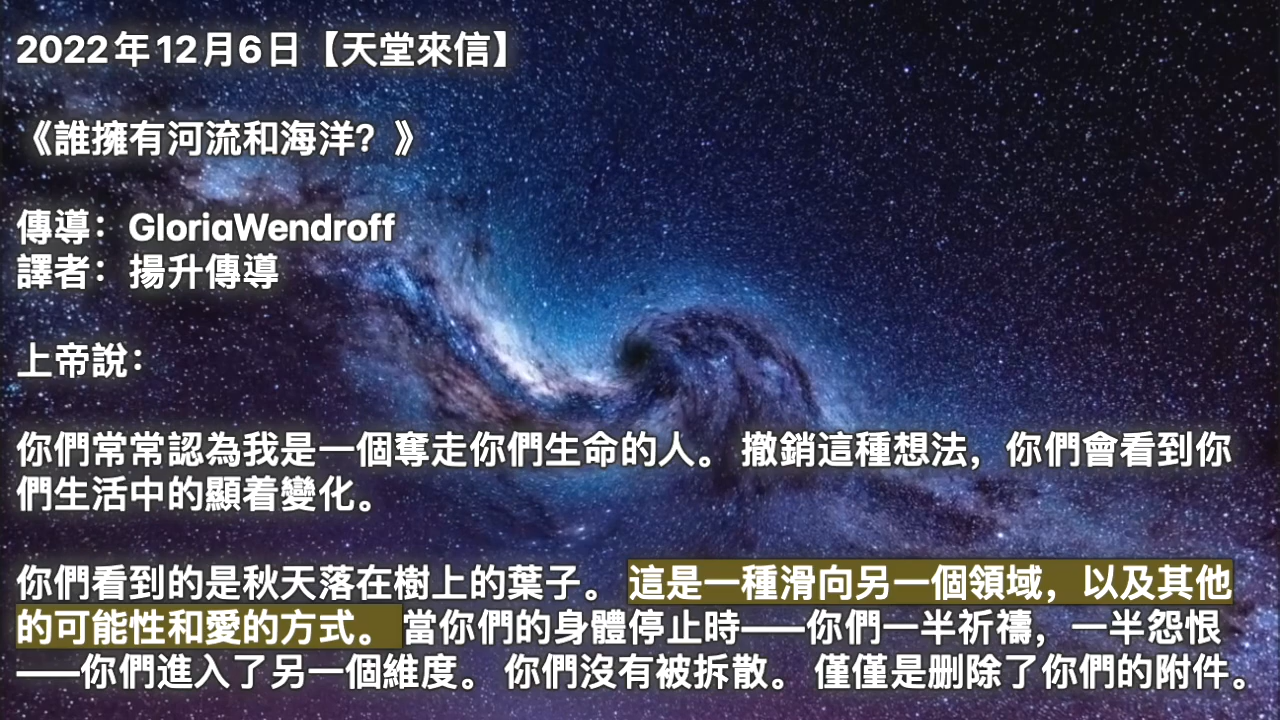 2022年12月6日【天堂來信】
《誰擁有河流和海洋？》
傳導：GloriaWendroff
譯者：揚升傳導
上帝說：
你們常常認為我是一個奪走你們生命的人。 撤銷這種想法，你們會看到你
們生活中的顯着變化。
你們看到的是秋天落在樹上的葉子。 這是一種滑向另一個領域，以及其他
的可能性和愛的方式。 當你們的身體停止時——你們一半祈禱，一半怨恨
——你們進入了另一個維度。 你們沒有被拆散。 僅僅是刪除了你們的附件。